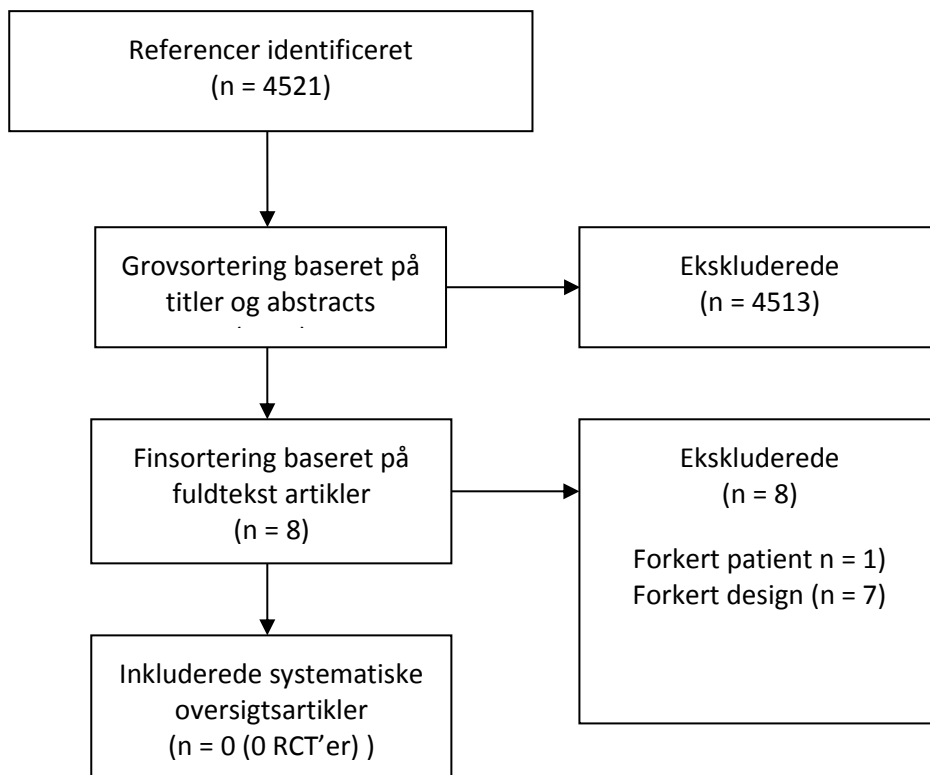 Referencer identificeret
(n = 4521)
Grovsortering baseret på
titler og abstracts
Ekskluderede
(n = 4513)
Finsortering baseret på
fuldtekst artikler
(n = 8)
Ekskluderede
(n = 8)
Forkert patient n = 1)
Forkert design (n = 7)
Inkluderede systematiske
oversigtsartikler
(n = 0 (0 RCT’er) )